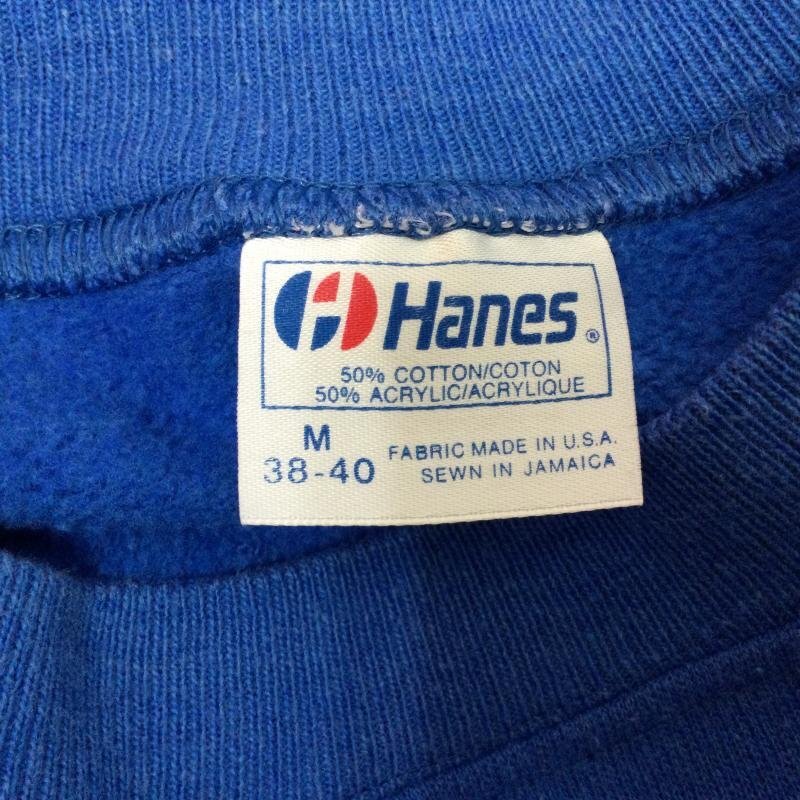 Hanes®
50% COTTON/COTON
50% ACRYLIC/ACRYLIQUE
M
38-40
FABRIC MADE IN U.S.A.
SEWN IN JAMAICA